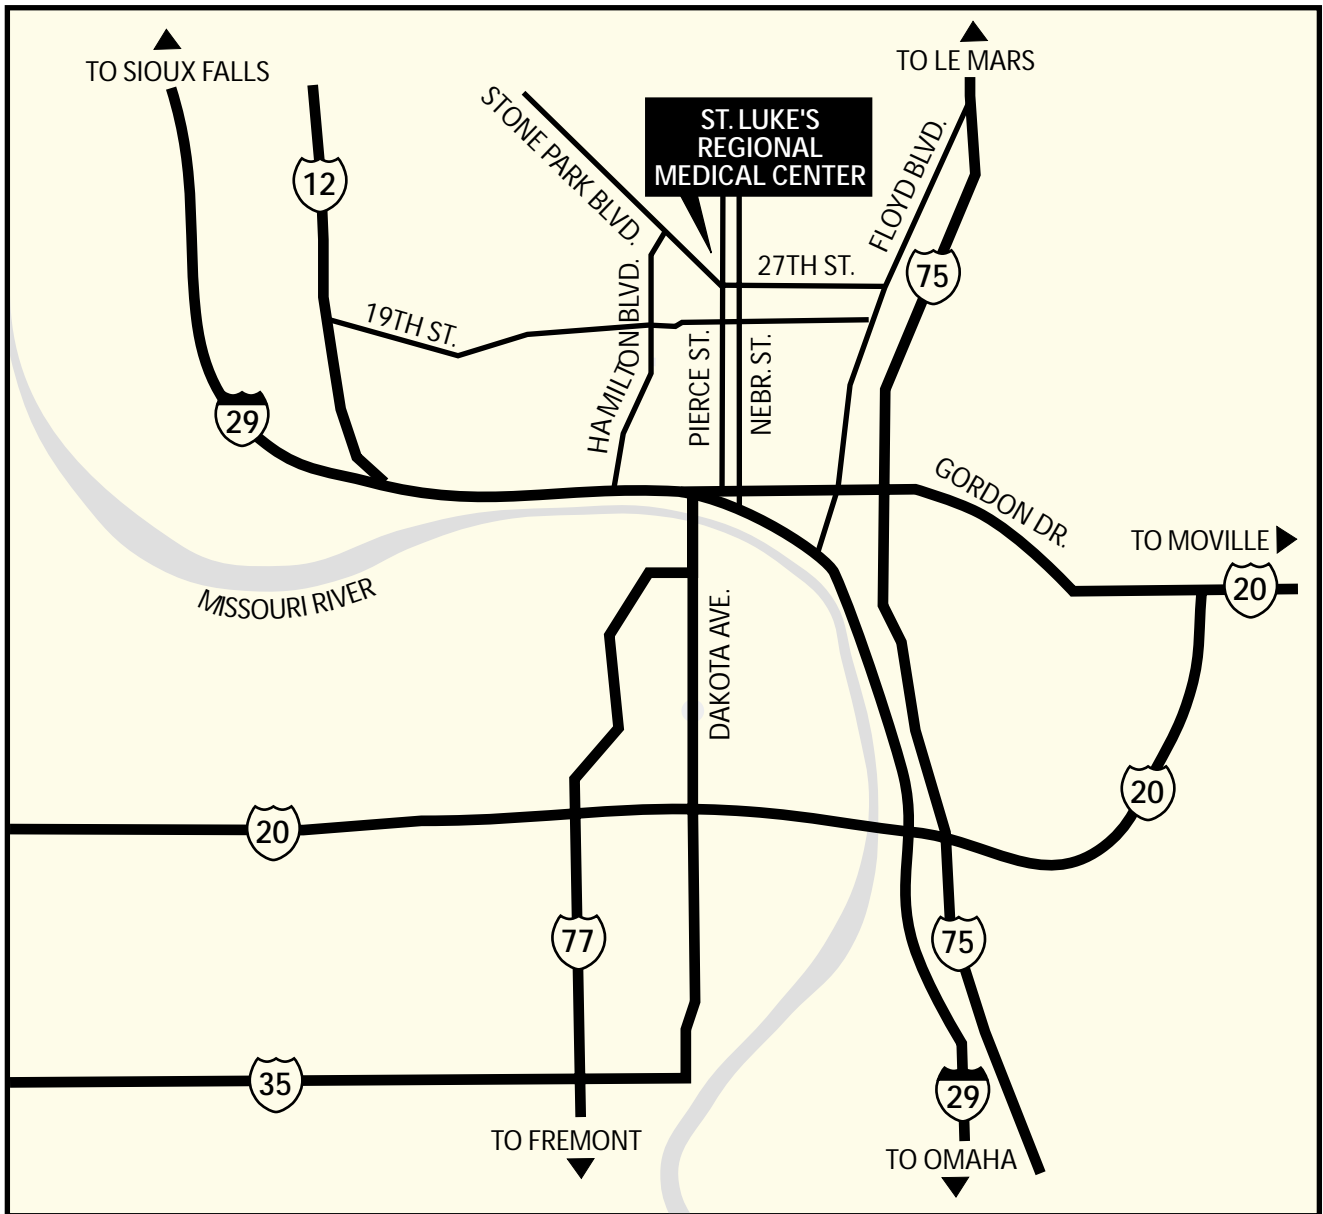 TO SIOUX FALLS
TO LE MARS
STONE PARK BLVD.
ST. LUKE'S
REGIONAL
MEDICAL CENTER
FLOYD BLVD.
12
27TH ST.
75
HAMILTON BLVD.
19TH ST.
PIERCE ST.
NEBR. ST.
29
GORDON DR.
TO MOVILLE
20
MISSOURI RIVER
DAKOTA AVE.
20
20
77
75
35
29
TO FREMONT
TO OMAHA